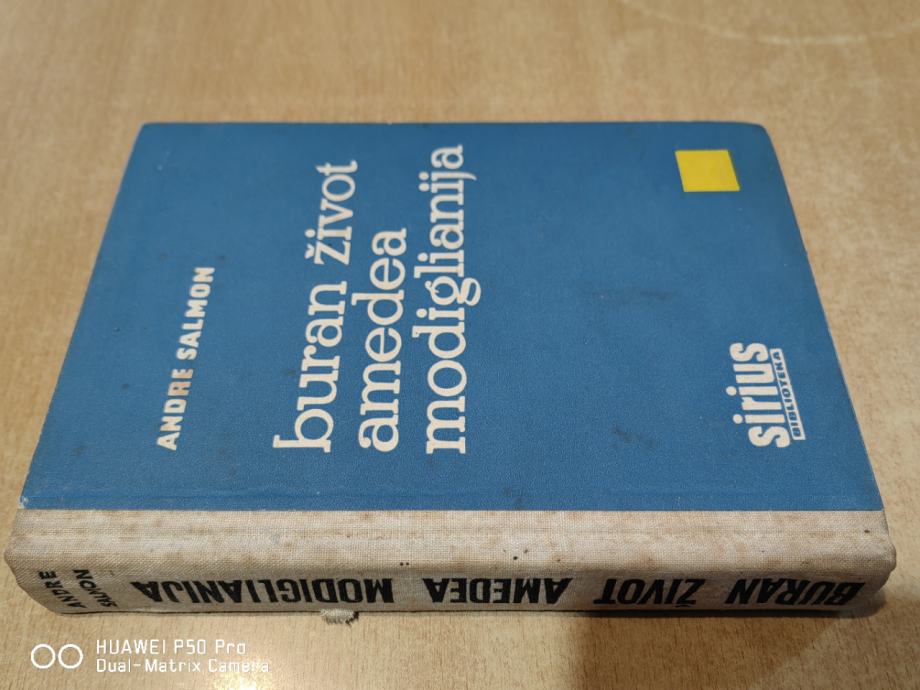 ANDRE SALMON
buran život
amedea
modiglianija
sirius
BIBLIOTEKA
ANDRE
SALMON
BURAN ŽIVOT AMEDEA MODIGLIANIJA
HUAWEI P50 Pro
Dual-Matrix Camera